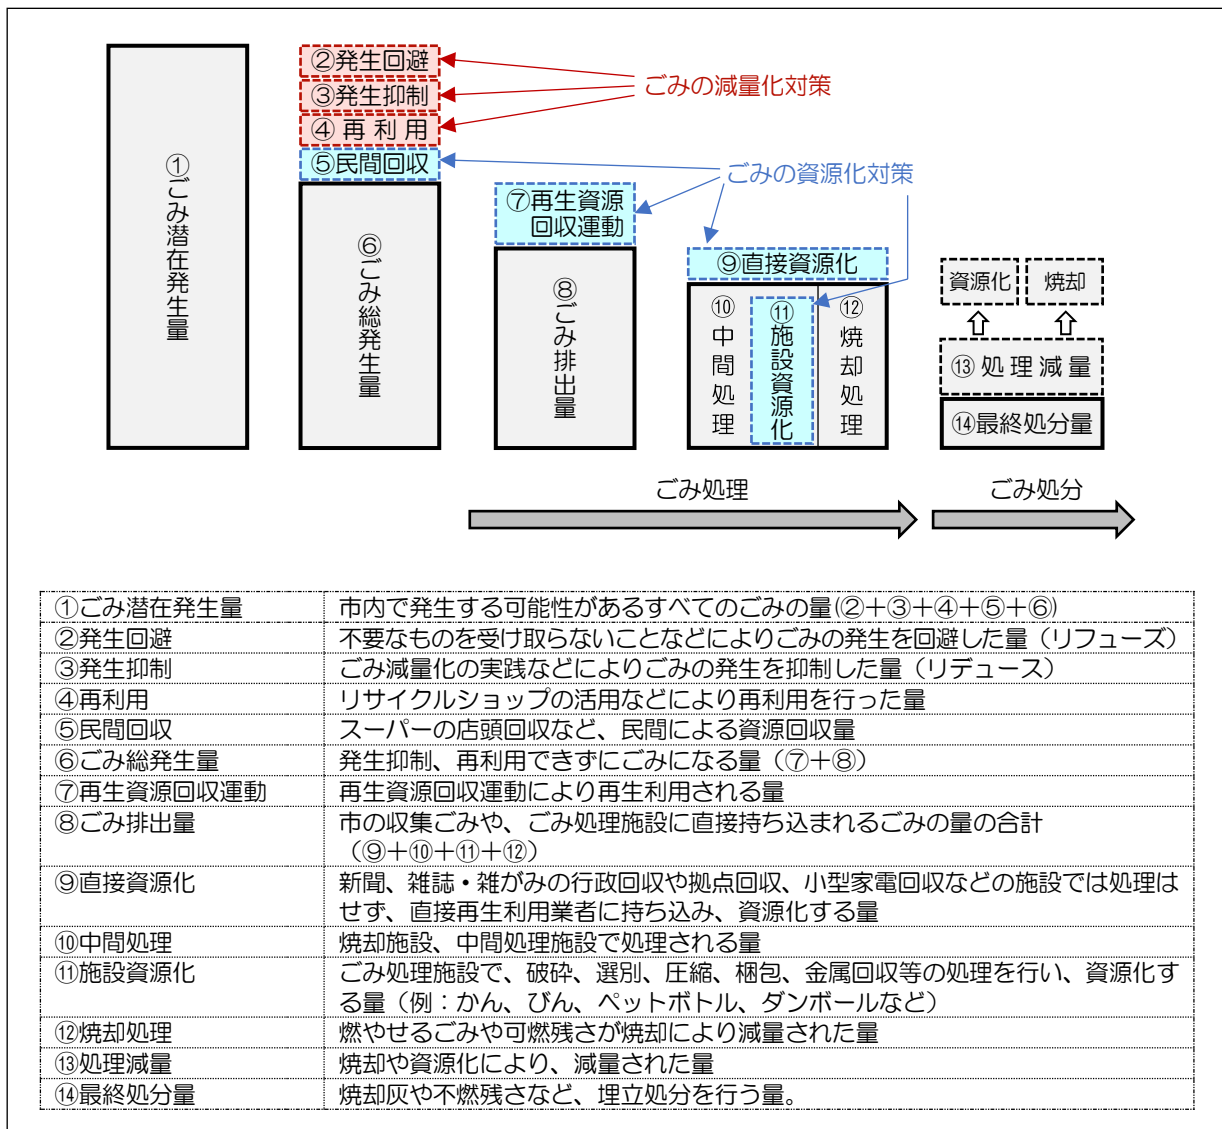 ②発生回避
③発生抑制
④再利用
⑤民間回収
ごみの減量化対策
ごみの資源化対策
①ごみ潜在発生量
⑥ごみ総発生量
⑦再生資源
回収運動
⑧ごみ排出量
⑨直接資源化
⑩中間処理
⑪施設資源化
⑫焼却処理
資源化
焼却
⑬処理減量
⑭最終処分量
ごみ処理
ごみ処分
①ごみ潜在発生量 市内で発生する可能性があるすべてのごみの量(②＋③＋④＋⑤＋⑥)
②発生回避 不要なものを受け取らないことなどによりごみの発生を回避した量（リフューズ）
③発生抑制 ごみ減量化の実践などによりごみの発生を抑制した量（リデュース）
④再利用 リサイクルショップの活用などにより再利用を行った量
⑤民間回収 スーパーの店頭回収など、民間による資源回収量
⑥ごみ総発生量 発生抑制、再利用できずにごみになる量（⑦＋⑧）
⑦再生資源回収運動 再生資源回収運動により再生利用される量
⑧ごみ排出量 市の収集ごみや、ごみ処理施設に直接持ち込まれるごみの量の合計
（⑨＋⑩＋⑪＋⑫）
⑨直接資源化 新聞、雑誌・雑がみの行政回収や拠点回収、小型家電回収などの施設では処理は
せず、直接再生利用業者に持ち込み、資源化する量
⑩中間処理 焼却施設、中間処理施設で処理される量
⑪施設資源化 ごみ処理施設で、破砕、選別、圧縮、梱包、金属回収等の処理を行い、資源化す
る量（例：かん、びん、ペットボトル、ダンボールなど）
⑫焼却処理 燃やせるごみや可燃残さが焼却により減量された量
⑬処理減量 焼却や資源化により、減量された量
⑭最終処分量 焼却灰や不燃残さなど、埋立処分を行う量。